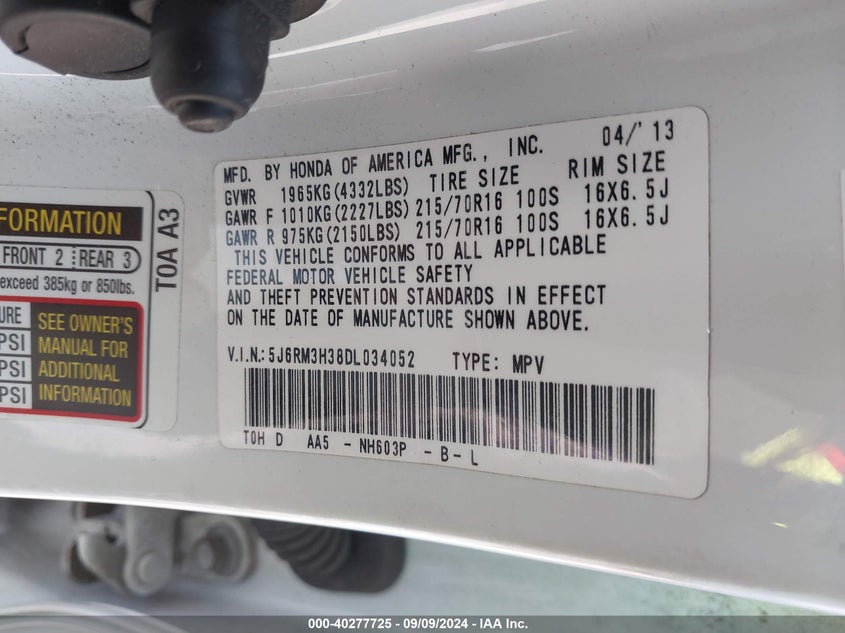 FORMATION
FRONT 2 REAR 3
exceed 385kg or 850lbs.
URE
PSI
PSI
PSI
SEE OWNER'S
MANUAL FOR
ADDITIONAL
INFORMATION
T0A A3
MFD. BY HONDA OF AMERICA MFG., INC. 04/'13
GVWR 1965KG(4332LBS) TIRE SIZE RIM SIZE
GAWR F 1010KG(2227LBS) 215/70R16 100S 16X6.5J
GAWR R 975KG(2150LBS) 215/70R16 100S 16X6.5J
THIS VEHICLE CONFORMS TO ALL APPLICABLE
FEDERAL MOTOR VEHICLE SAFETY
AND THEFT PREVENTION STANDARDS IN EFFECT
ON THE DATE OF MANUFACTURE SHOWN ABOVE.
V.I.N.:5J6RM3H38DL034052 TYPE: MPV
T0H D AA5 - NH603P - B - L
000-40277725 - 09/09/2024 - IAA Inc.